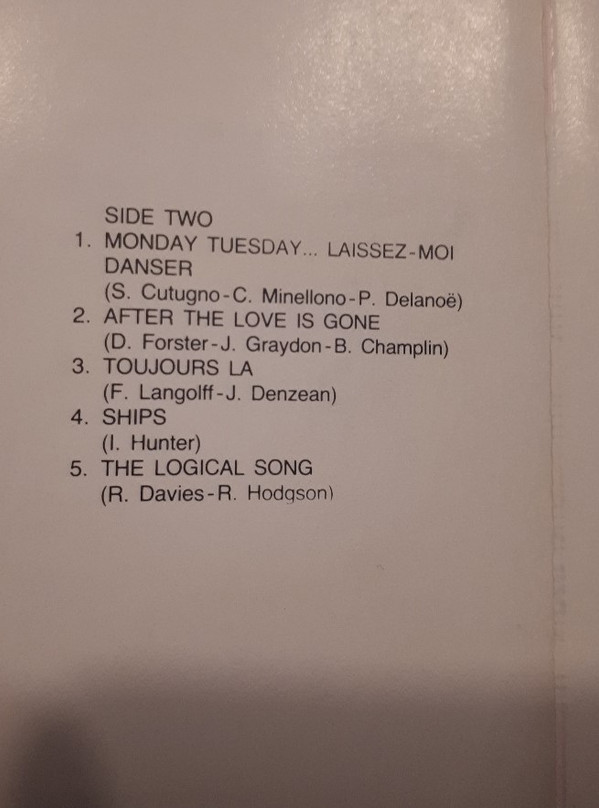 SIDE TWO
1. MONDAY TUESDAY... LAISSEZ-MOI
DANSER
(S. Cutugno-C. Minellono-P. Delanoë)
2. AFTER THE LOVE IS GONE
(D. Forster-J. Graydon-B. Champlin)
3. TOUJOURS LA
(F. Langolff-J. Denzean)
4. SHIPS
(I. Hunter)
5. THE LOGICAL SONG
(R. Davies-R. Hodgson)